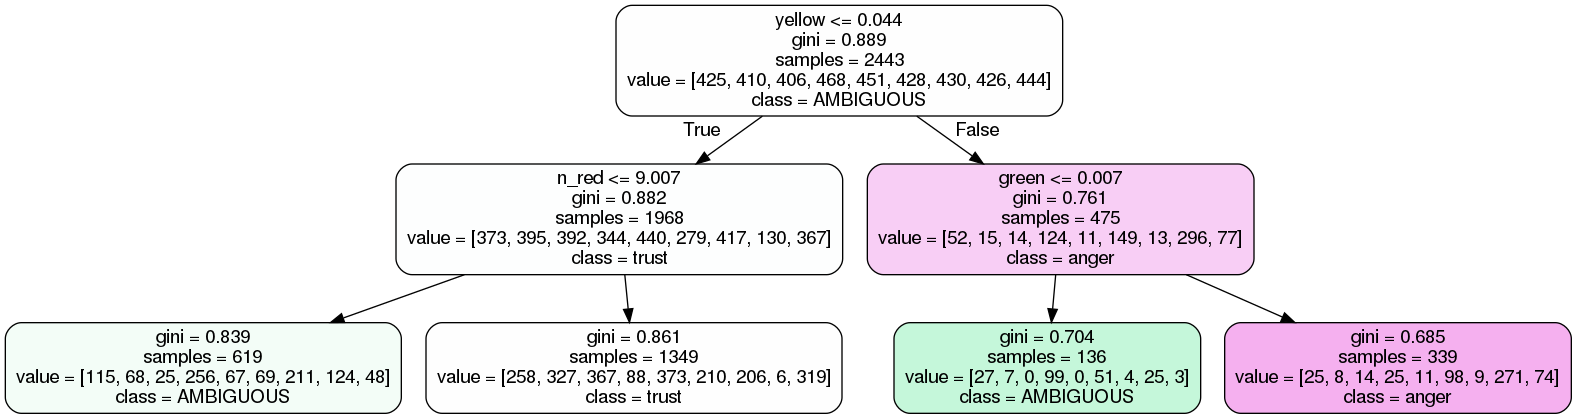 yellow <= 0.044
gini = 0.889
samples = 2443
value = [425, 410, 406, 468, 451, 428, 430, 426, 444]
class = AMBIGUOUS
True
False
n_red <= 9.007
gini = 0.882
samples = 1968
value = [373, 395, 392, 344, 440, 279, 417, 130, 367]
class = trust
green <= 0.007
gini = 0.761
samples = 475
value = [52, 15, 14, 124, 11, 149, 13, 296, 77]
class = anger
gini = 0.839
samples = 619
value = [115, 68, 25, 256, 67, 69, 211, 124, 48]
class = AMBIGUOUS
gini = 0.861
samples = 1349
value = [258, 327, 367, 88, 373, 210, 206, 6, 319]
class = trust
gini = 0.704
samples = 136
value = [27, 7, 0, 99, 0, 51, 4, 25, 3]
class = AMBIGUOUS
gini = 0.685
samples = 339
value = [25, 8, 14, 25, 11, 98, 9, 271, 74]
class = anger